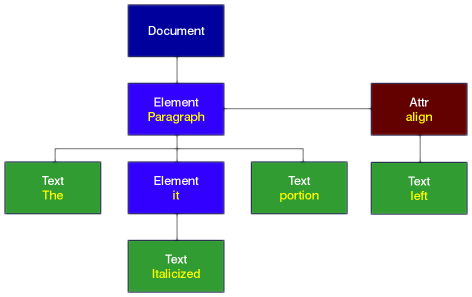 Document
Element
Paragraph
Attr
align
Text
The
Element
it
Text
portion
Text
left
Text
Italicized